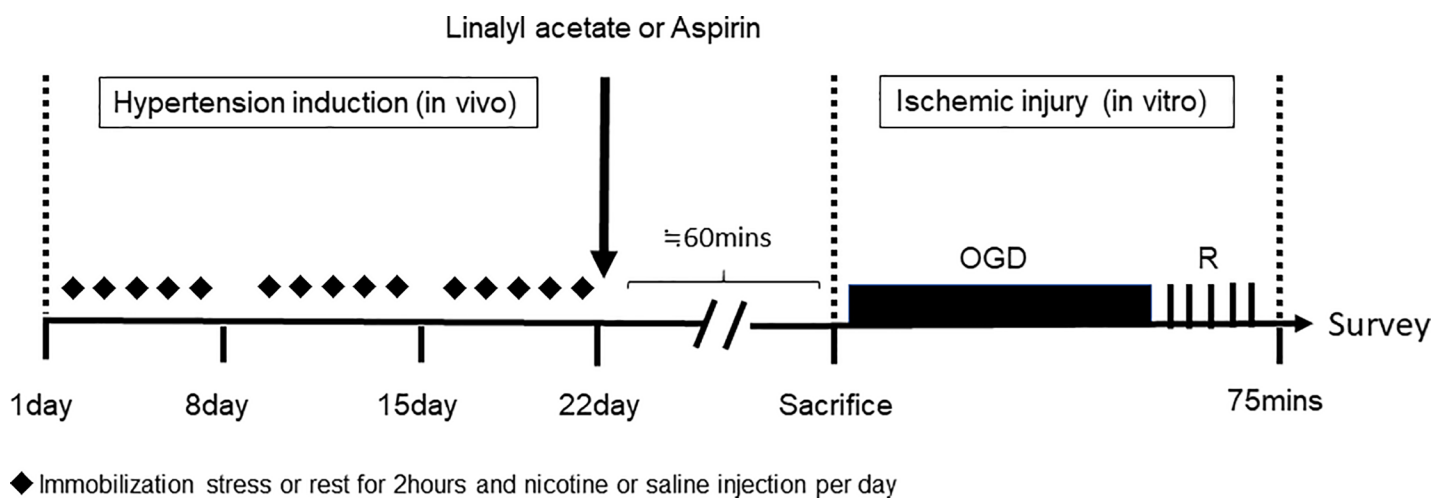 Linalyl acetate or Aspirin
Hypertension induction (in vivo)
Ischemic injury (in vitro)
≒60mins
OGD
R
Survey
1day
8day
15day
22day
Sacrifice
75mins
◆ Immobilization stress or rest for 2hours and nicotine or saline injection per day